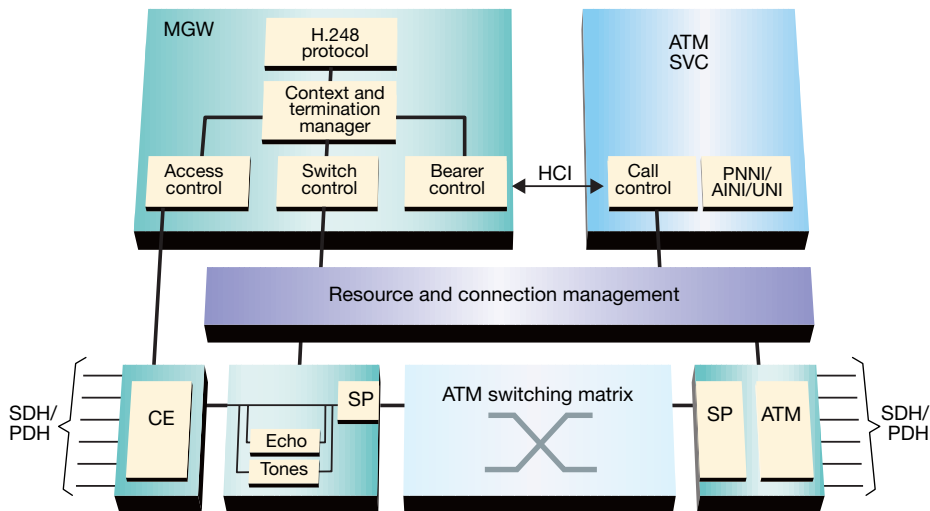 MGW
H.248
protocol
Context and
termination
manager
Access
control
Switch
control
Bearer
control
HCI
ATM
SVC
Call
control
PNNI/
AINI/UNI
Resource and connection management
SDH/
PDH
CE
Echo
Tones
SP
ATM switching matrix
SP
ATM
SDH/
PDH